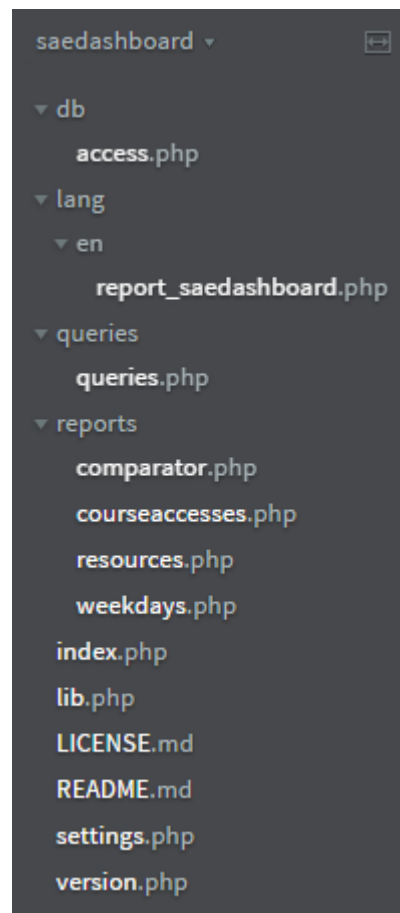 saedashboard
db
access.php
lang
en
report_saedashboard.php
queries
queries.php
reports
comparator.php
courseaccesses.php
resources.php
weekdays.php
index.php
lib.php
LICENSE.md
README.md
settings.php
version.php